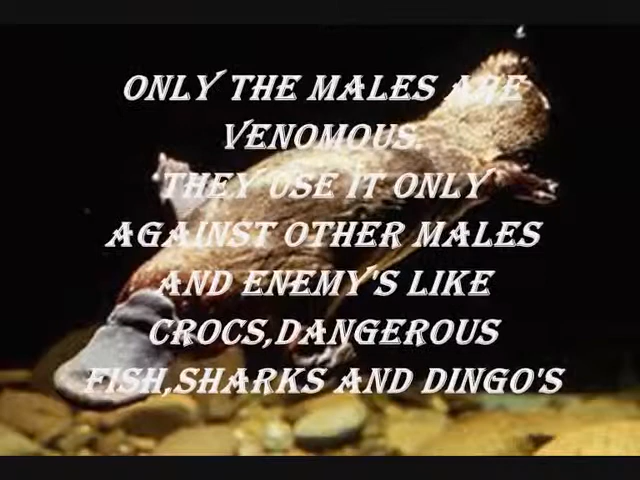 ONLY THE MALES ARE
VENOMOUS.
THEY USE IT ONLY
AGAINST OTHER MALES
AND ENEMY'S LIKE
CROCS,DANGEROUS
FISH,SHARKS AND DINGO'S